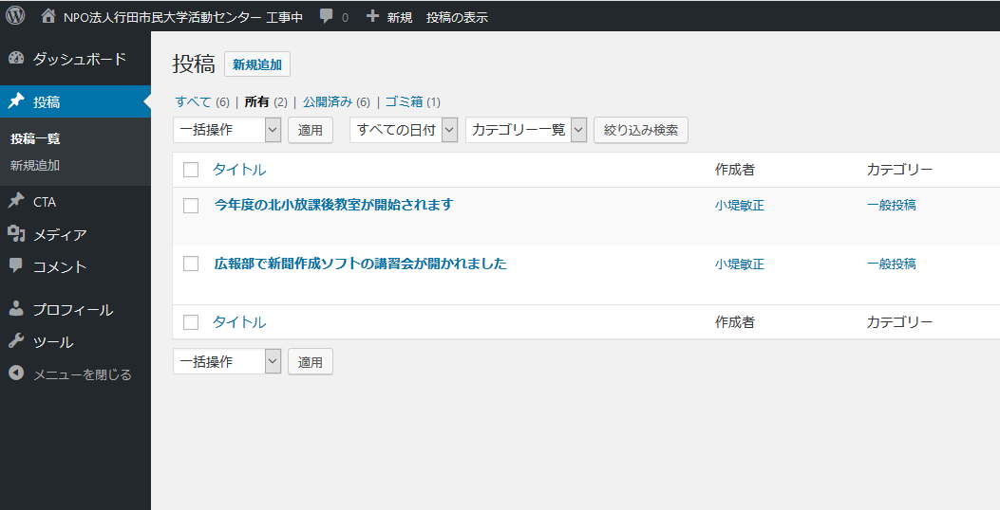 NPO法人行田市民大学活動センター 工事中 0 新規 投稿の表示
ダッシュボード
投稿
投稿一覧
新規追加
CTA
メディア
コメント
プロフィール
ツール
メニューを閉じる
投稿 新規追加
すべて (6) | 所有 (2) | 公開済み (6) | ゴミ箱 (1)
一括操作 適用 すべての日付 カテゴリー一覧 絞り込み検索
タイトル 作成者 カテゴリー
今年度の北小放課後教室が開始されます 小堤敏正 一般投稿
広報部で新聞作成ソフトの講習会が開かれました 小堤敏正 一般投稿
タイトル 作成者 カテゴリー
一括操作 適用